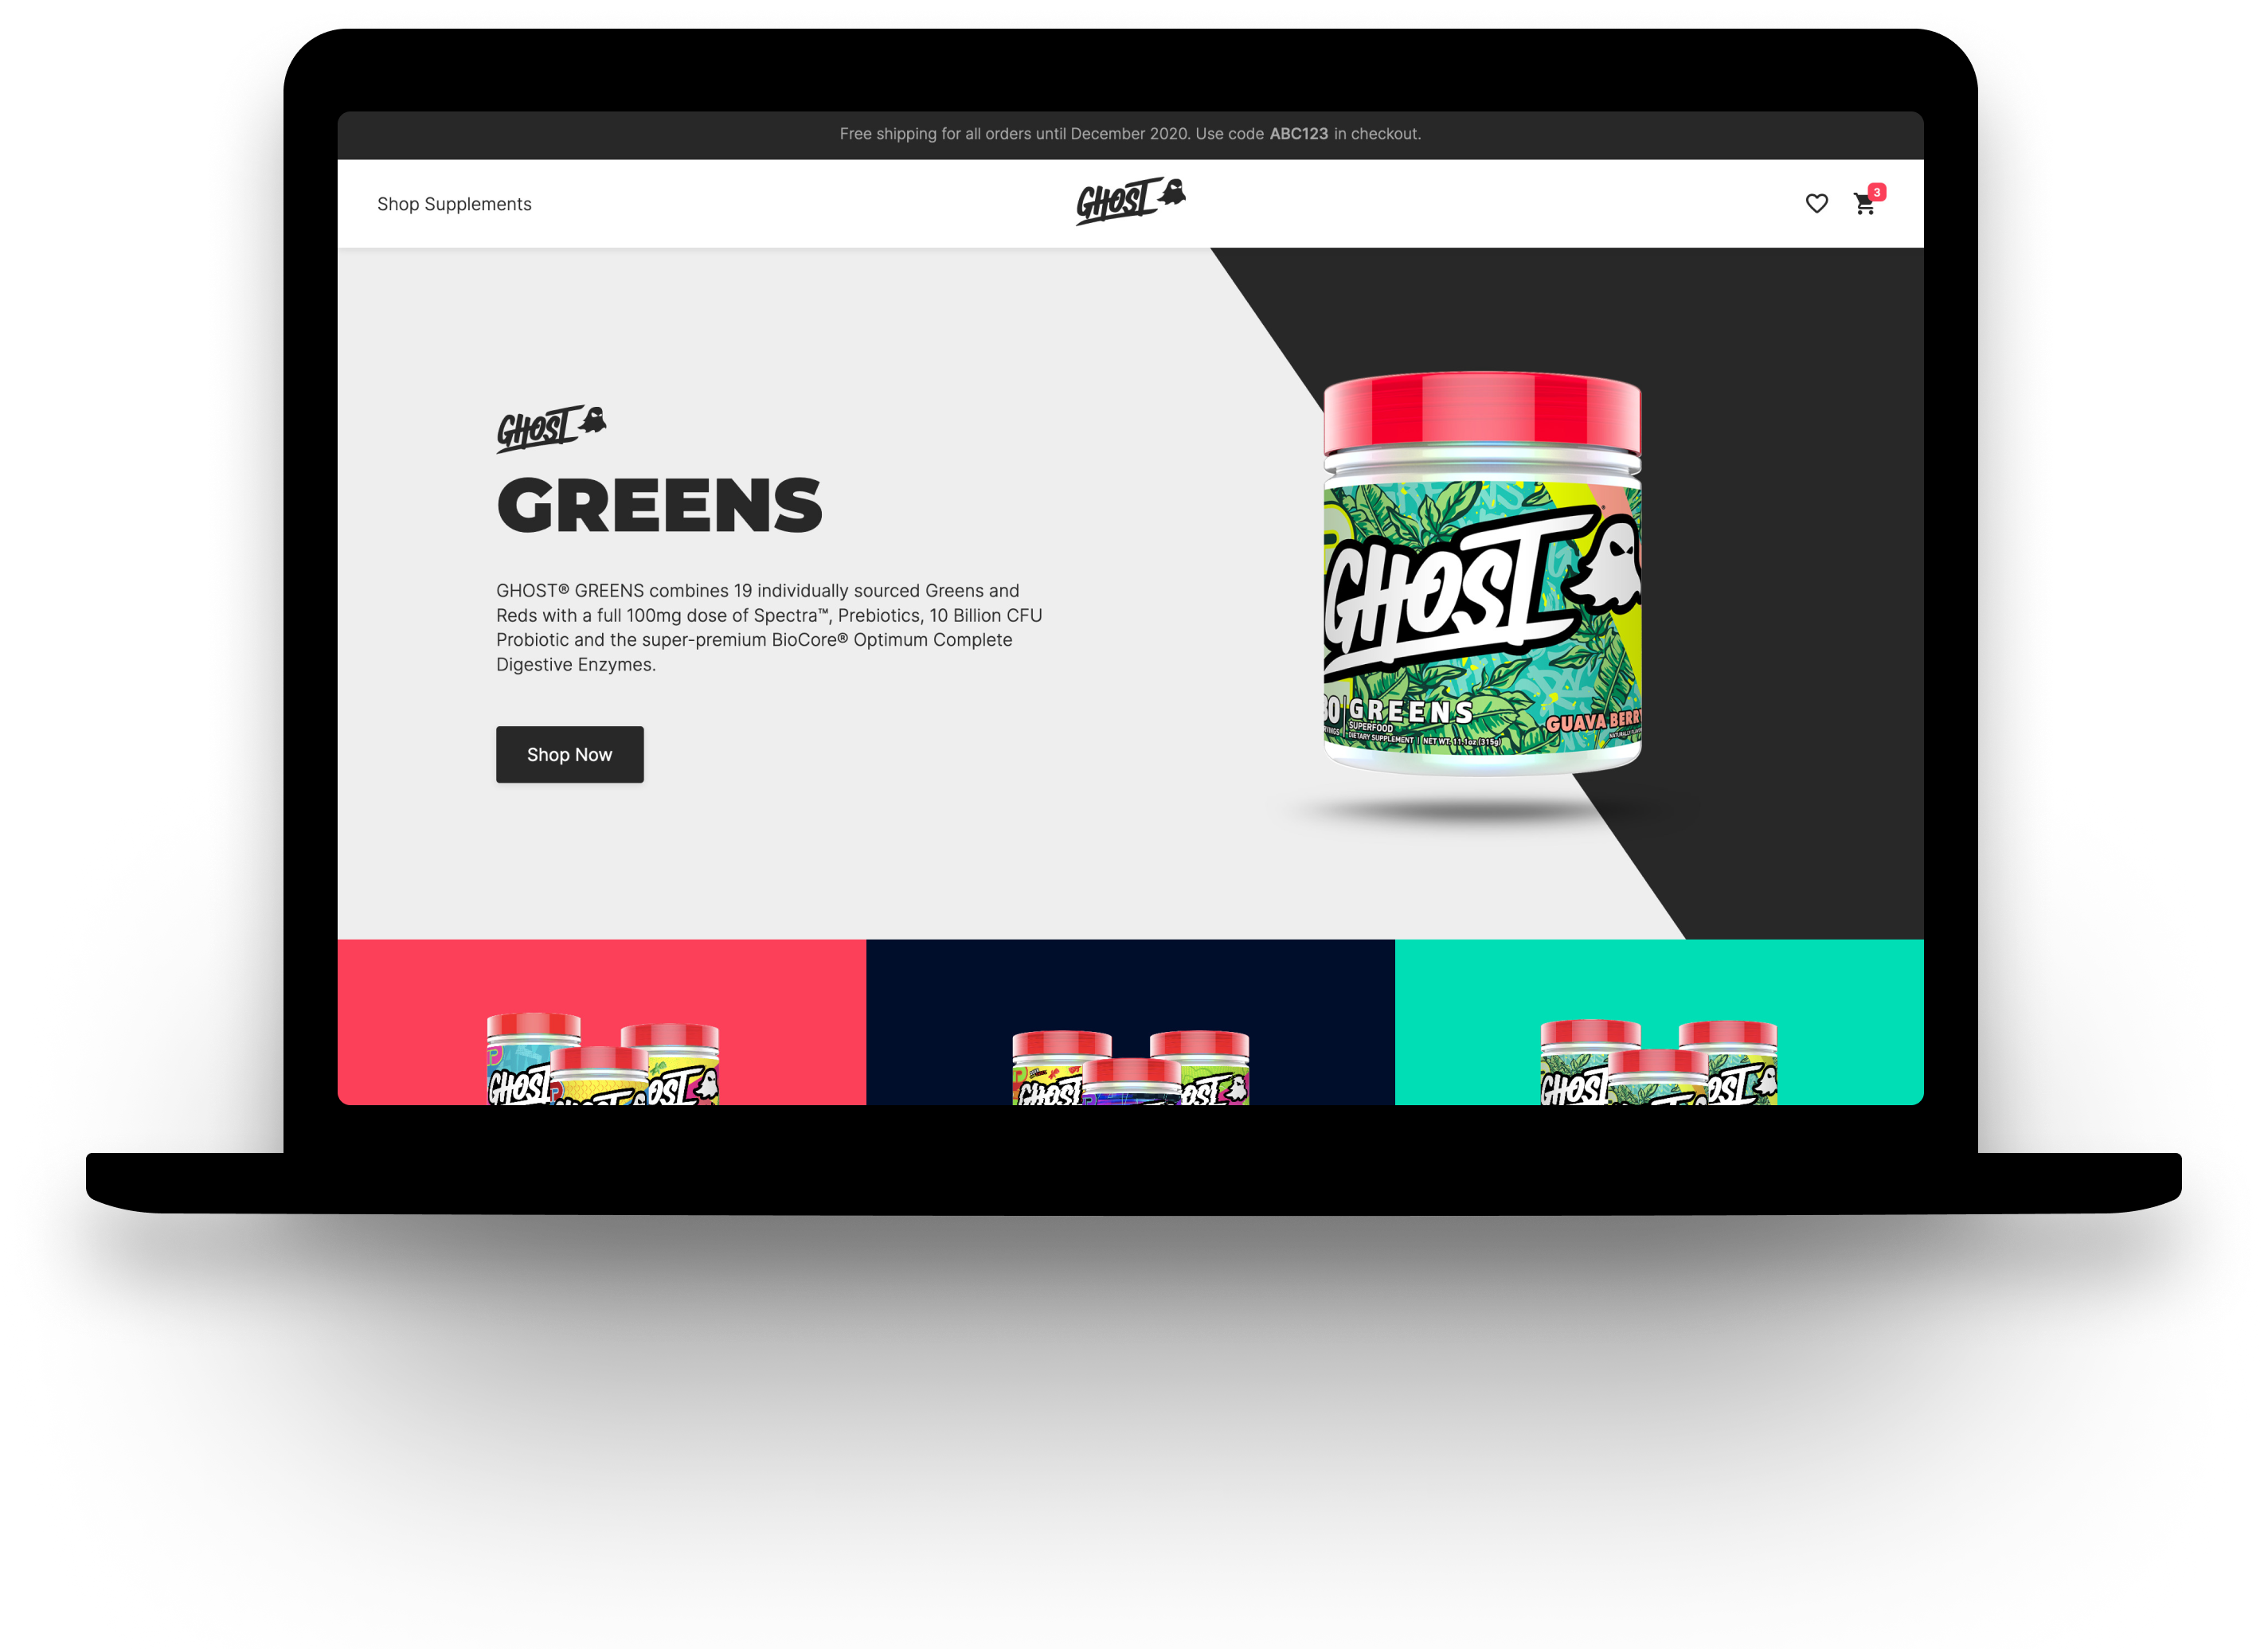 Free shipping for all orders until December 2020. Use code ABC123 in checkout.
Shop Supplements
GHOST
3
GHOST
GREENS
GHOST® GREENS combines 19 individually sourced Greens and
Reds with a full 100mg dose of Spectra™, Prebiotics, 10 Billion CFU
Probiotic and the super-premium BioCore® Optimum Complete
Digestive Enzymes.
Shop Now
GHOST
GREENS
SUPERFOOD
DIETARY SUPPLEMENT | NET WT. 11.1oz (315g)
GUAVA BERRY
GHOST
GHOST
GHOST